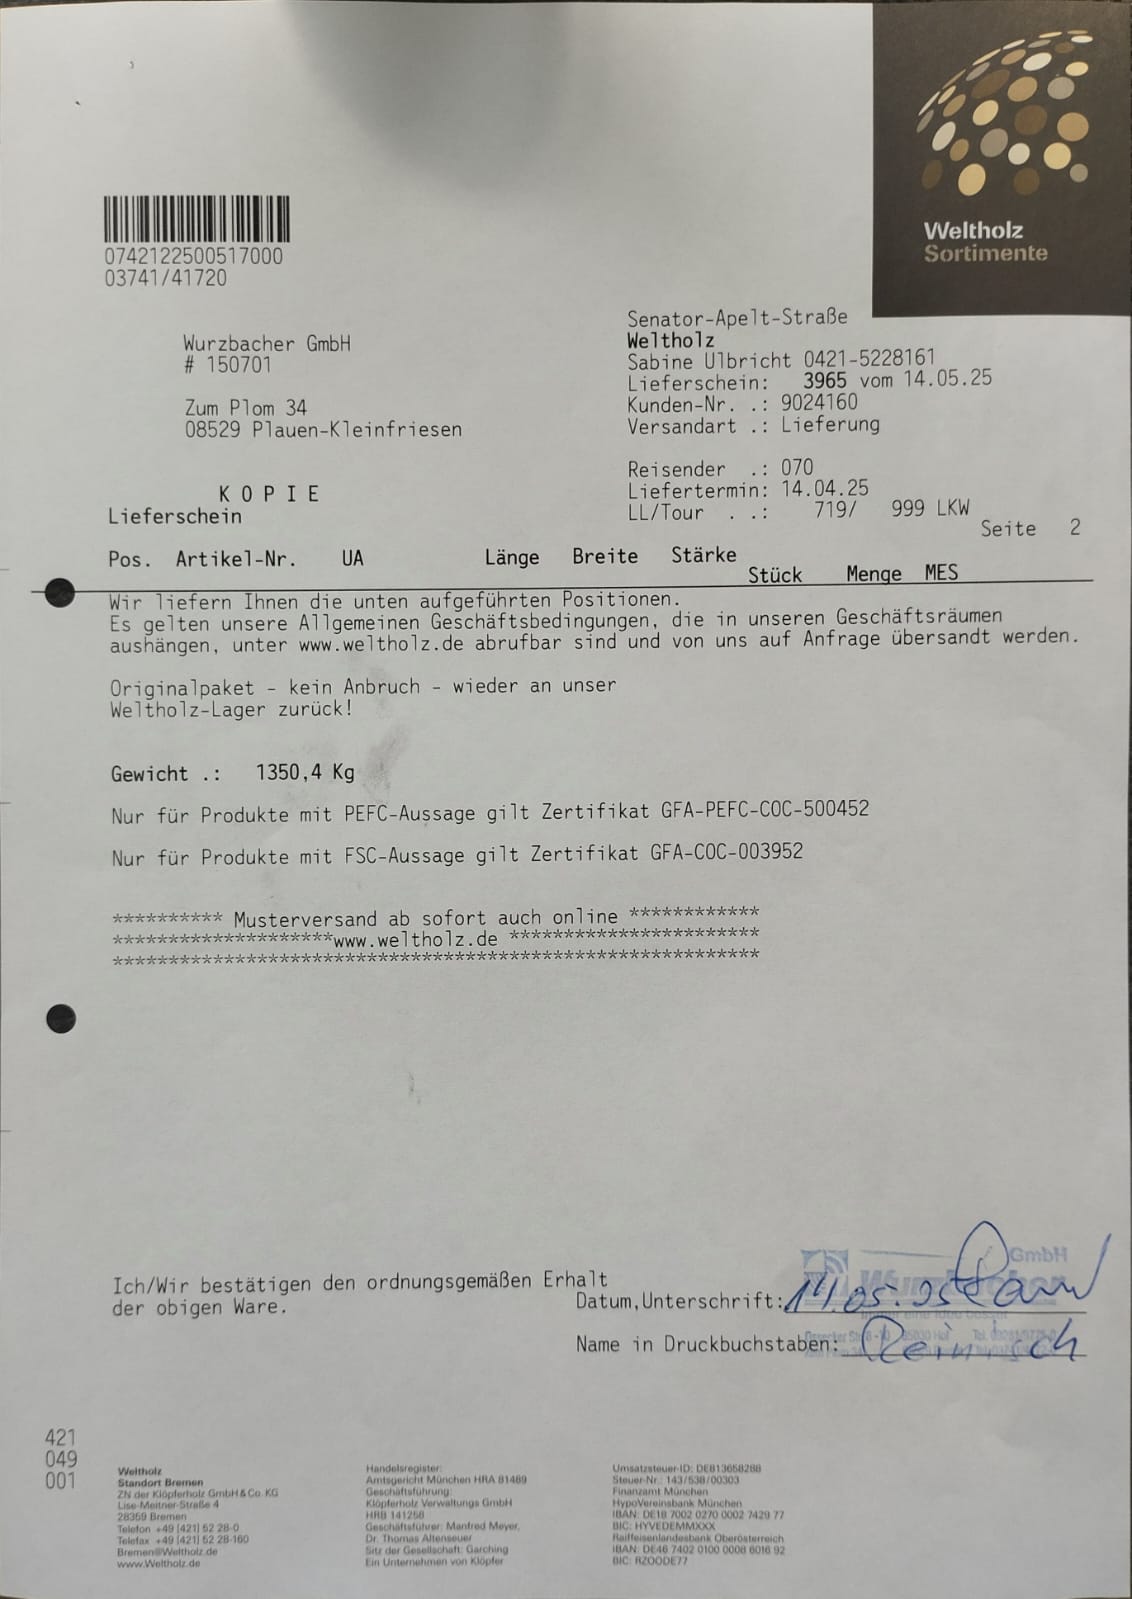 Weltholz
Sortimente
0742122500517000
03741/41720
Wurzbacher GmbH
# 150701
Zum Plom 34
08529 Plauen-Kleinfriesen
Senator-Apelt-Straße
Weltholz
Sabine Ulbricht 0421-5228161
Lieferschein: 3965 vom 14.05.25
Kunden-Nr. .: 9024160
Versandart .: Lieferung
Reisender .: 070
Liefertermin: 14.04.25
LL/Tour . .: 719/ 999 LKW
Seite 2
K O P I E
Lieferschein
Pos. Artikel-Nr. UA Länge Breite Stärke
Stück Menge MES
Wir liefern Ihnen die unten aufgeführten Positionen.
Es gelten unsere Allgemeinen Geschäftsbedingungen, die in unseren Geschäftsräumen
aushängen, unter www.weltholz.de abrufbar sind und von uns auf Anfrage übersandt werden.
Originalpaket - kein Anbruch - wieder an unser
Weltholz-Lager zurück!
Gewicht .: 1350,4 Kg
Nur für Produkte mit PEFC-Aussage gilt Zertifikat GFA-PEFC-COC-500452
Nur für Produkte mit FSC-Aussage gilt Zertifikat GFA-COC-003952
********** Musterversand ab sofort auch online ************
********************www.weltholz.de ***********************
***********************************************************
Ich/Wir bestätigen den ordnungsgemäßen Erhalt
der obigen Ware.
GmbH
Wurzbacher
Datum,Unterschrift: 14.05.25
Name in Druckbuchstaben: Reinisch
421
049
001
Weltholz
Standort Bremen
ZN der Klöpferholz GmbH & Co. KG
Lise-Meitner-Straße 4
28359 Bremen
Telefon +49 (421) 52 28-0
Telefax +49 (421) 52 28-160
Bremen@Weltholz.de
www.Weltholz.de
Handelsregister:
Amtsgericht München HRA 81469
Geschäftsführung:
Klöpferholz Verwaltungs GmbH
HRB 141258
Geschäftsführer: Manfred Meyer,
Dr. Thomas Altenseuer
Sitz der Gesellschaft: Garching
Ein Unternehmen von Klöpfer
Umsatzsteuer-ID: DE813658288
Steuer-Nr.: 143/538/00303
Finanzamt München
HypoVereinsbank München
IBAN: DE18 7002 0270 0002 7429 77
BIC: HYVEDEMMXXX
Raiffeisenlandesbank Oberösterreich
IBAN: DE46 7402 0100 0008 6016 92
BIC: RZOODE77